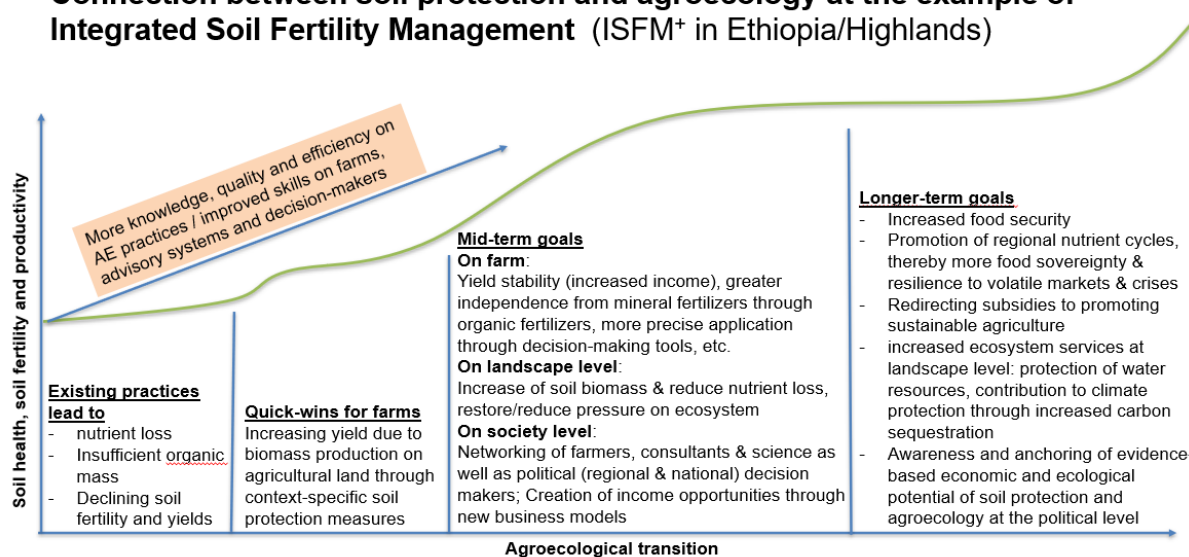 Connection between soil protection and agroecology at the example of
Integrated Soil Fertility Management (ISFM⁺ in Ethiopia/Highlands)
Soil health, soil fertility and productivity
More knowledge, quality and efficiency on
AE practices / improved skills on farms,
advisory systems and decision-makers
Existing practices
lead to
- nutrient loss
- Insufficient organic
mass
- Declining soil
fertility and yields
Quick-wins for farms
Increasing yield due to
biomass production on
agricultural land through
context-specific soil
protection measures
Mid-term goals
On farm:
Yield stability (increased income), greater
independence from mineral fertilizers through
organic fertilizers, more precise application
through decision-making tools, etc.
On landscape level:
Increase of soil biomass & reduce nutrient loss,
restore/reduce pressure on ecosystem
On society level:
Networking of farmers, consultants & science as
well as political (regional & national) decision
makers; Creation of income opportunities through
new business models
Longer-term goals
- Increased food security
- Promotion of regional nutrient cycles,
thereby more food sovereignty &
resilience to volatile markets & crises
- Redirecting subsidies to promoting
sustainable agriculture
- increased ecosystem services at
landscape level: protection of water
resources, contribution to climate
protection through increased carbon
sequestration
- Awareness and anchoring of evidence
based economic and ecological
potential of soil protection and
agroecology at the political level
Agroecological transition